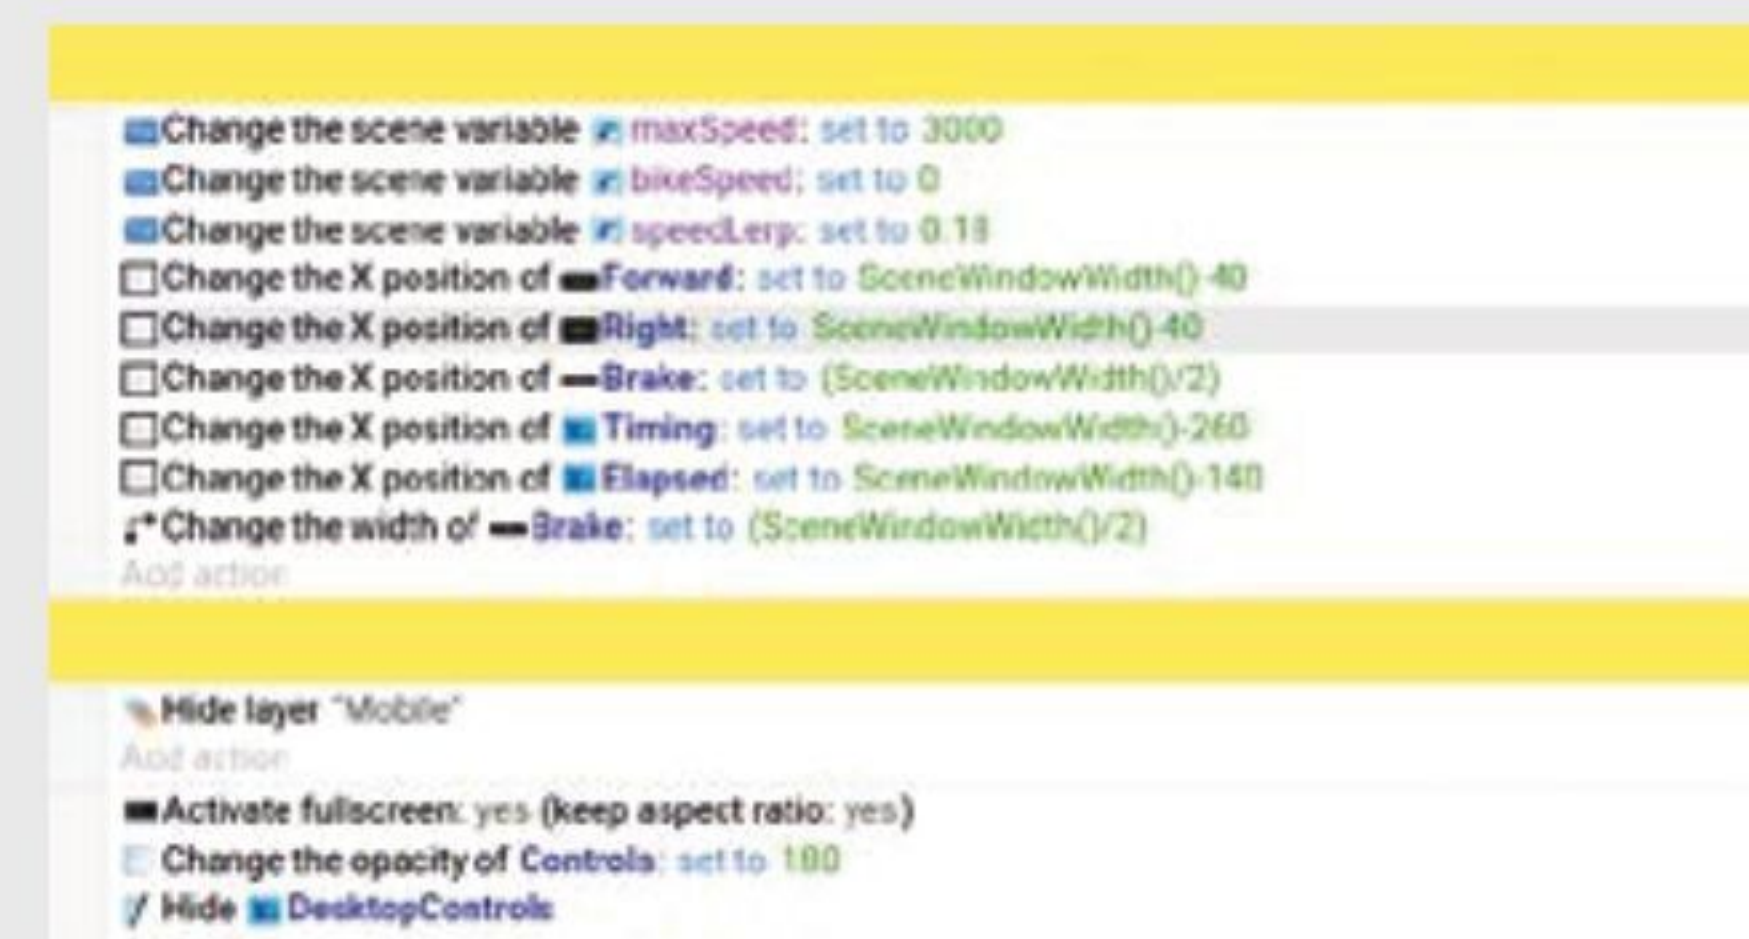 Change the scene variable maxSpeed: set to 3000
Change the scene variable bikeSpeed: set to 0
Change the scene variable speedLerp: set to 0.18
Change the X position of Forward: set to SceneWindowWidth()-40
Change the X position of Right: set to SceneWindowWidth()-40
Change the X position of Brake: set to (SceneWindowWidth()/2)
Change the X position of Timing: set to SceneWindowWidth()-260
Change the X position of Elapsed: set to SceneWindowWidth()-140
Change the width of Brake: set to (SceneWindowWidth()/2)
Add action
Hide layer "Mobile"
Add action
Activate fullscreen: yes (keep aspect ratio: yes)
Change the opacity of Controls: set to 180
Hide DesktopControls